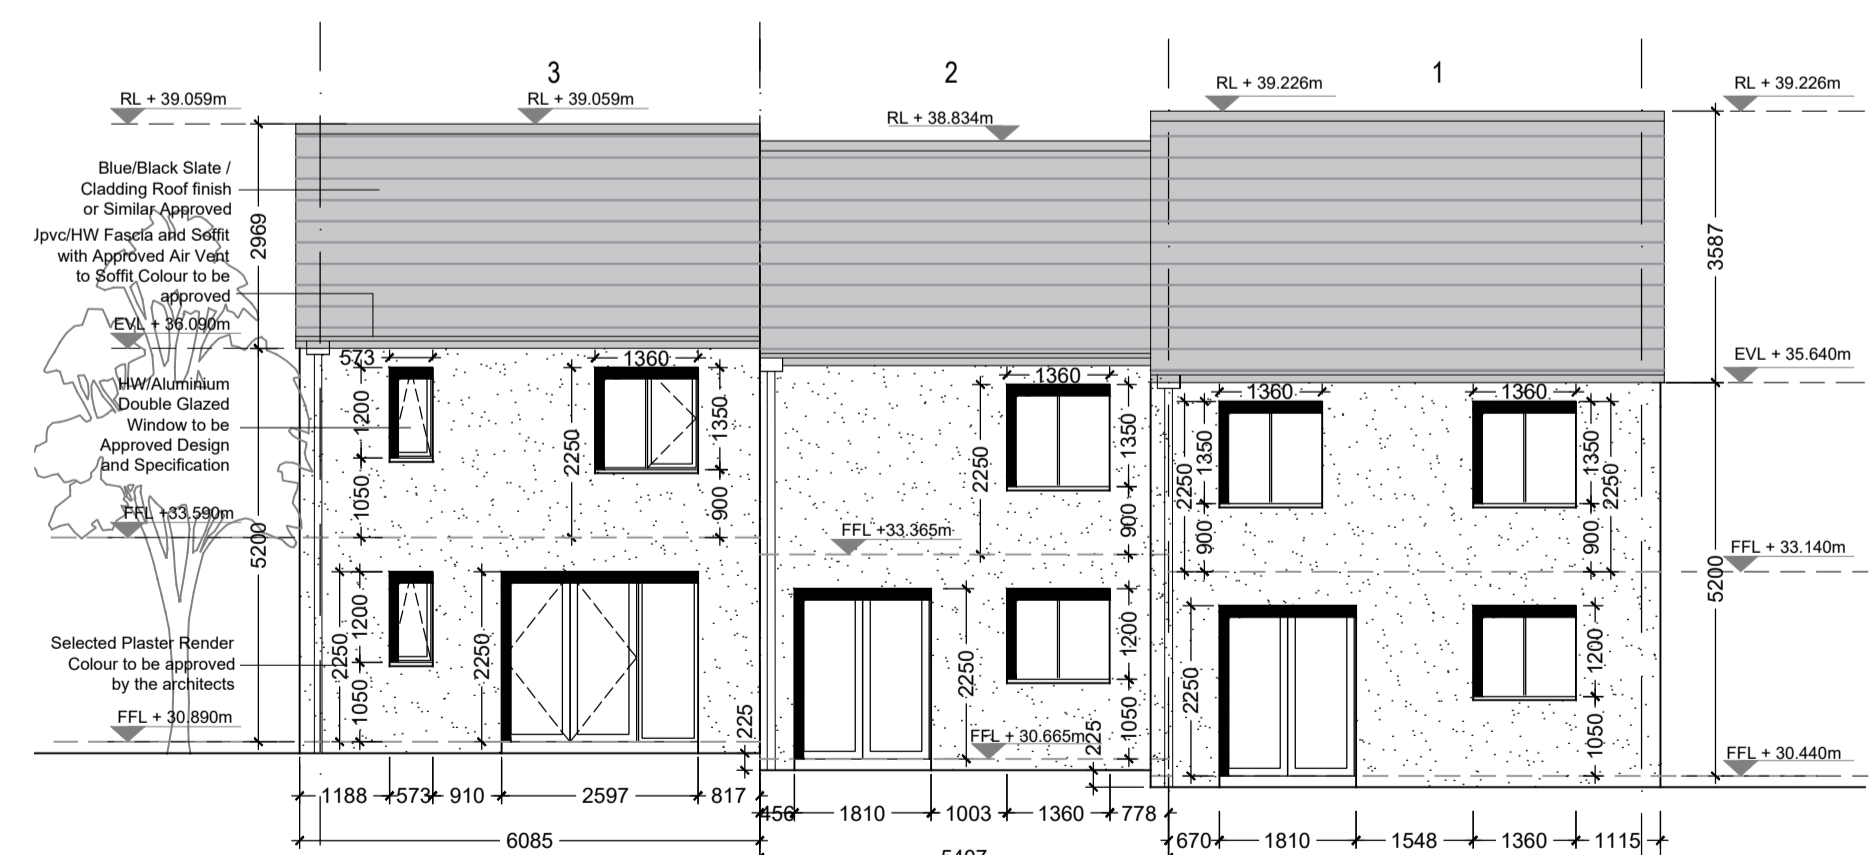 3
2
1
RL + 39.059m
RL + 39.059m
RL + 38.834m
RL + 39.226m
RL + 39.226m
Blue/Black Slate /
Cladding Roof finish
or Similar Approved
Upvc/HW Fascia and Soffit
with Approved Air Vent
to Soffit Colour to be
approved
EVL + 36.090m
HW/Aluminium
Double Glazed
Window to be
Approved Design
and Specification
FFL +33.590m
Selected Plaster Render
Colour to be approved
by the architects
FFL + 30.890m
2969
5200
573
1360
1200
1050
2250
1350
900
2250
1200
1050
2250
225
1360
2250
1350
900
FFL +33.365m
2250
1200
1050
FFL + 30.665m
225
1360
1360
2250
1350
900
1350
2250
900
2250
1200
1050
3587
5200
EVL + 35.640m
FFL + 33.140m
FFL + 30.440m
1188
573
910
2597
817
456
1810
1003
1360
778
670
1810
1548
1360
1115
6085